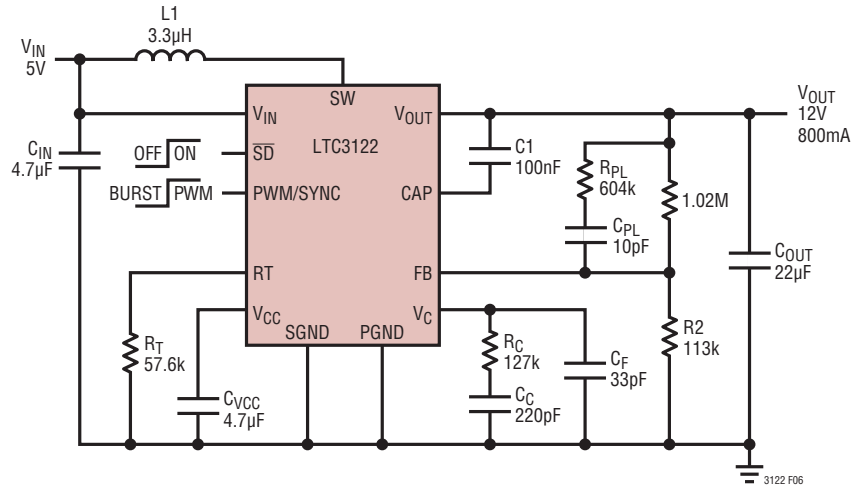 L1
3.3µH
VIN
5V
SW
VIN
VOUT
VOUT
12V
800mA
CIN
4.7µF
OFF ON
SD
LTC3122
C1
100nF
RPL
604k
BURST PWM
PWM/SYNC
CAP
1.02M
CPL
10pF
COUT
22µF
RT
FB
VCC
VC
SGND
PGND
RT
57.6k
RC
127k
CF
33pF
R2
113k
CVCC
4.7µF
CC
220pF
3122 F06